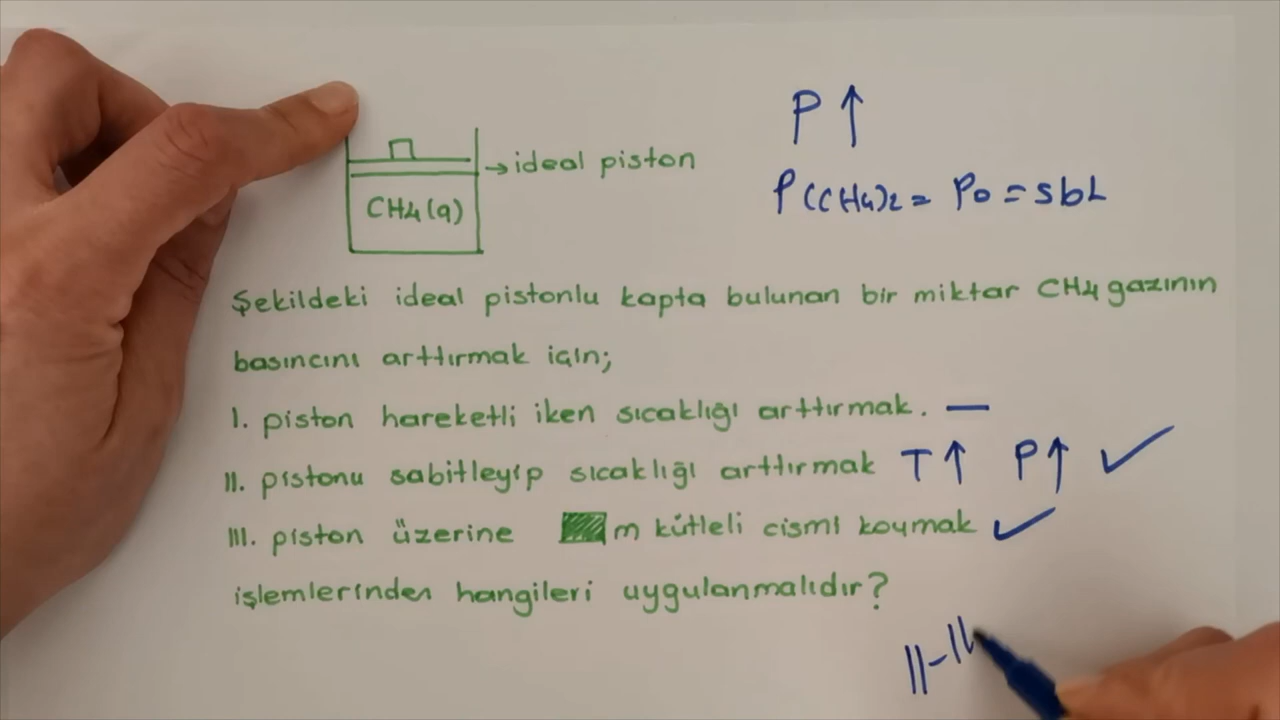 P↑
→ideal piston
CH4(g)
P(CH4)2 = P0 = sbt
Şekildeki ideal pistonlu kapta bulunan bir miktar CH4 gazının
basıncını arttırmak için;
I. piston hareketli iken sıcaklığı arttırmak. —
II. pistonu sabitleyip sıcaklığı arttırmak T↑ P↑ ✓
III. piston üzerine m kütleli cismi koymak ✓
işlemlerinden hangileri uygulanmalıdır?
II-II